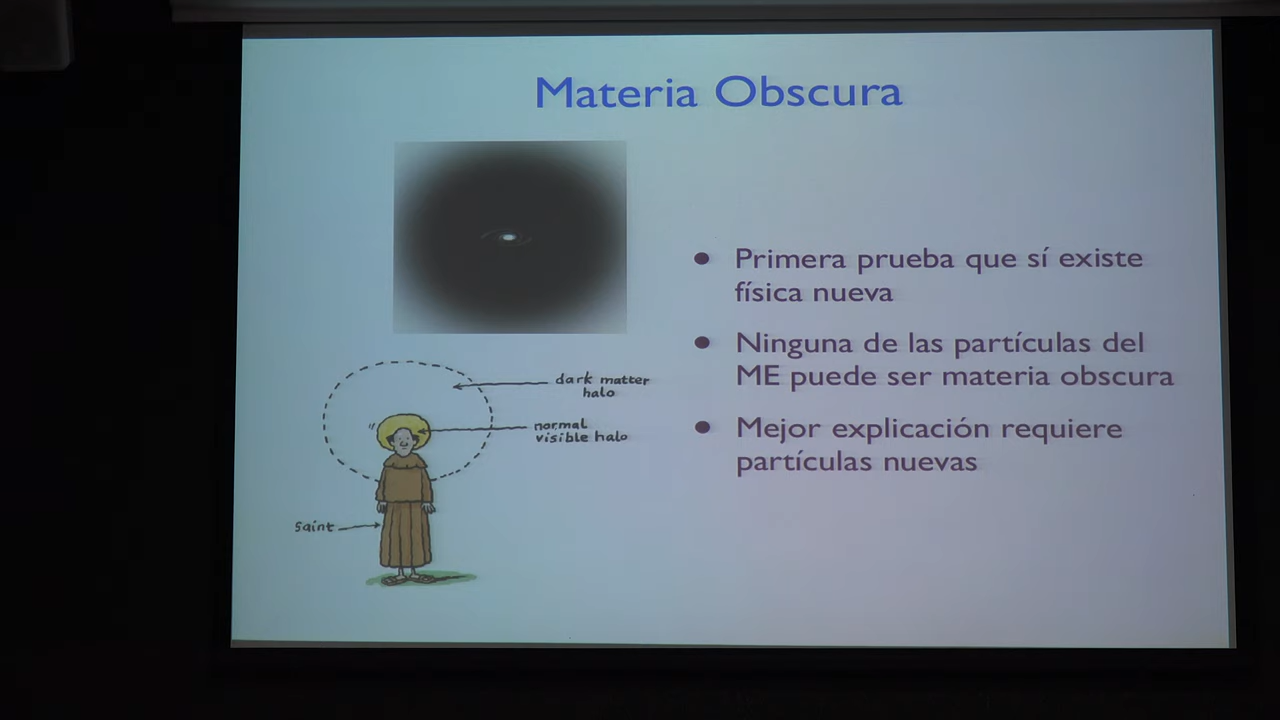 Materia Obscura
• Primera prueba que sí existe
física nueva
• Ninguna de las partículas del
ME puede ser materia obscura
• Mejor explicación requiere
partículas nuevas
dark matter
halo
normal
visible halo
Saint